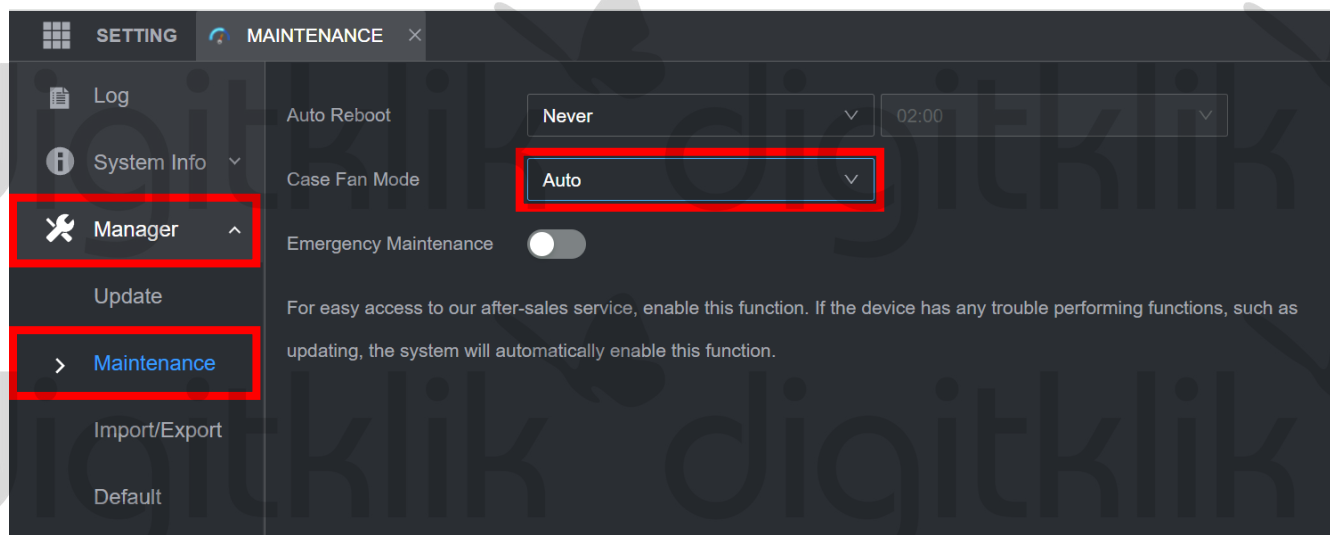 SETTING MAINTENANCE
Log
Auto Reboot Never 02:00
System Info
Case Fan Mode Auto
Manager
Emergency Maintenance
Update
For easy access to our after-sales service, enable this function. If the device has any trouble performing functions, such as
updating, the system will automatically enable this function.
Maintenance
Import/Export
Default
digitklik digitklik
digitklik digitklik